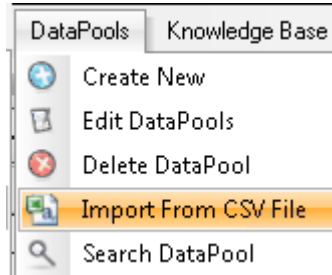 DataPools Knowledge Base
Create New
Edit DataPools
Delete DataPool
Import From CSV File
Search DataPool